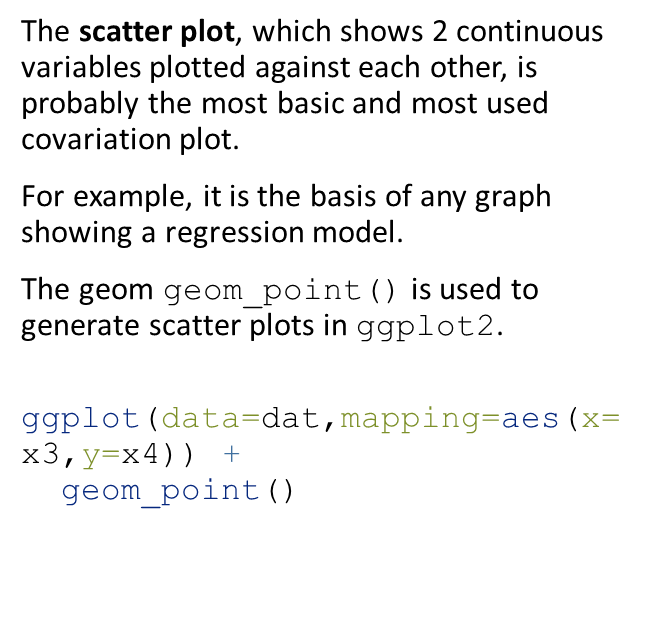 The scatter plot, which shows 2 continuous
variables plotted against each other, is
probably the most basic and most used
covariation plot.
For example, it is the basis of any graph
showing a regression model.
The geom geom_point() is used to
generate scatter plots in ggplot2.
ggplot(data=dat,mapping=aes(x=
x3,y=x4)) +
  geom_point()